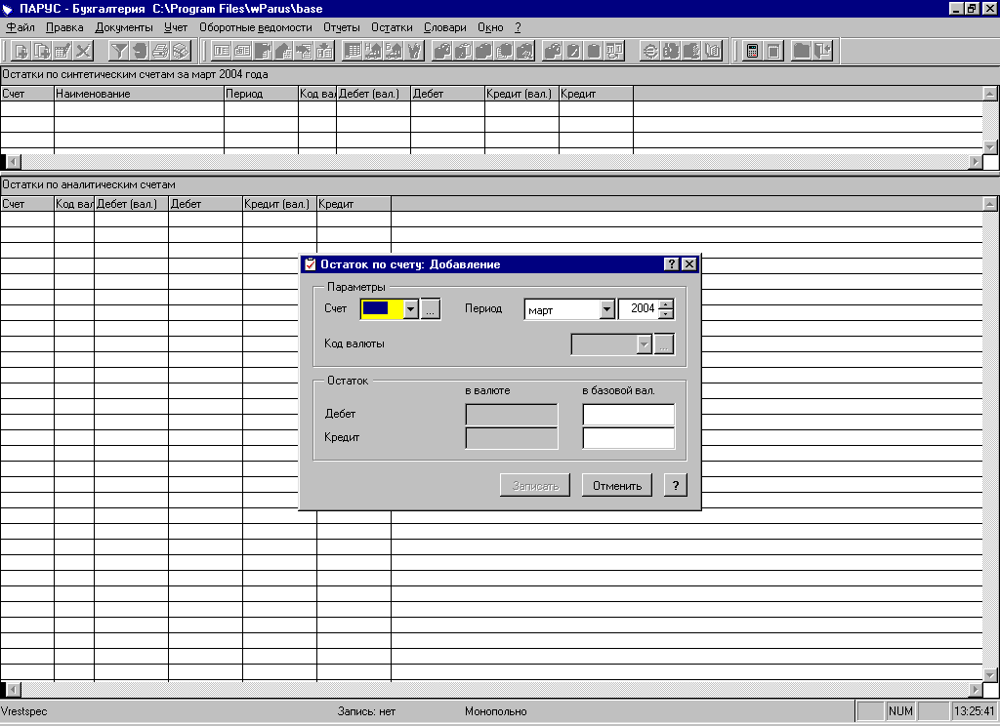 ПАРУС - Бухгалтерия C:\Program Files\wParus\base
Файл Правка Документы Учет Оборотные ведомости Отчеты Остатки Словари Окно ?
Остатки по синтетическим счетам за март 2004 года
Счет Наименование Период Код ва Дебет (вал.) Дебет Кредит (вал.) Кредит
Остатки по аналитическим счетам
Счет Код вал Дебет (вал.) Дебет Кредит (вал.) Кредит
Остаток по счету: Добавление ?
Параметры
Счет ... Период март 2004
Код валюты ...
Остаток
в валюте в базовой вал.
Дебет
Кредит
Записать Отменить ?
Vrestspec Запись: нет Монопольно NUM 13:25:41